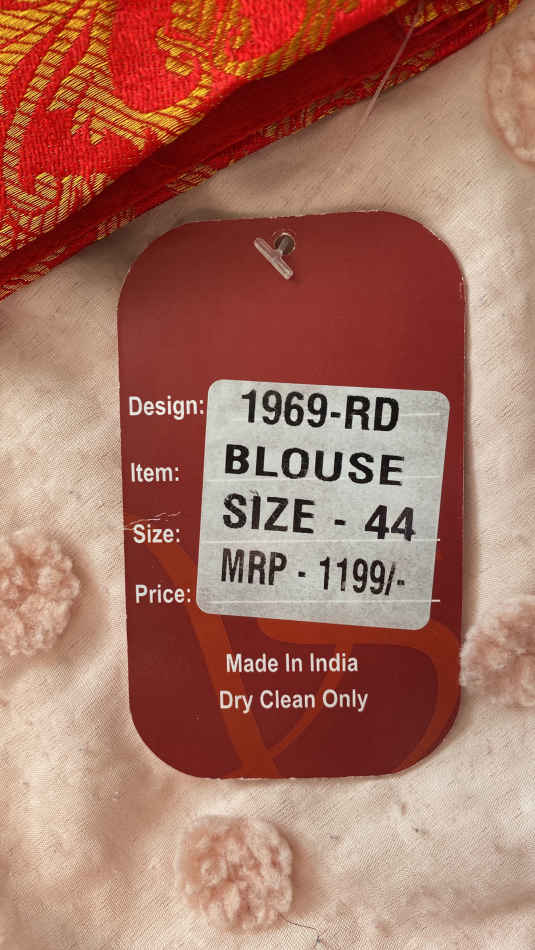 Design: 1969-RD
Item: BLOUSE
Size: SIZE - 44
Price: MRP - 1199/-
Made In India
Dry Clean Only